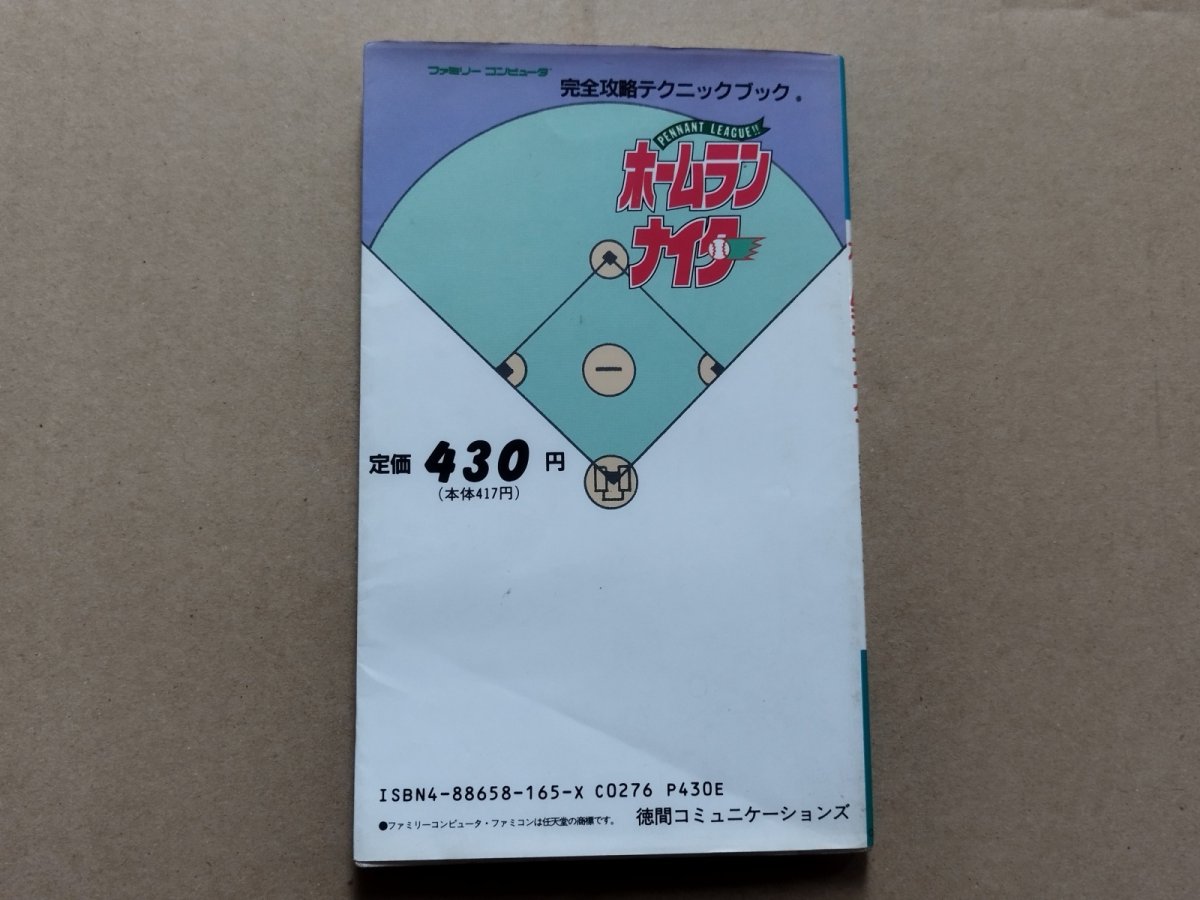 ファミリーコンピュータ
完全攻略テクニックブック。
PENNANT LEAGUE!!
ホームラン
ナイター
定価 430 円
(本体417円)
ISBN4-88658-165-X C0276 P430E
●ファミリーコンピュータ・ファミコンは任天堂の商標です。 徳間コミュニケーションズ